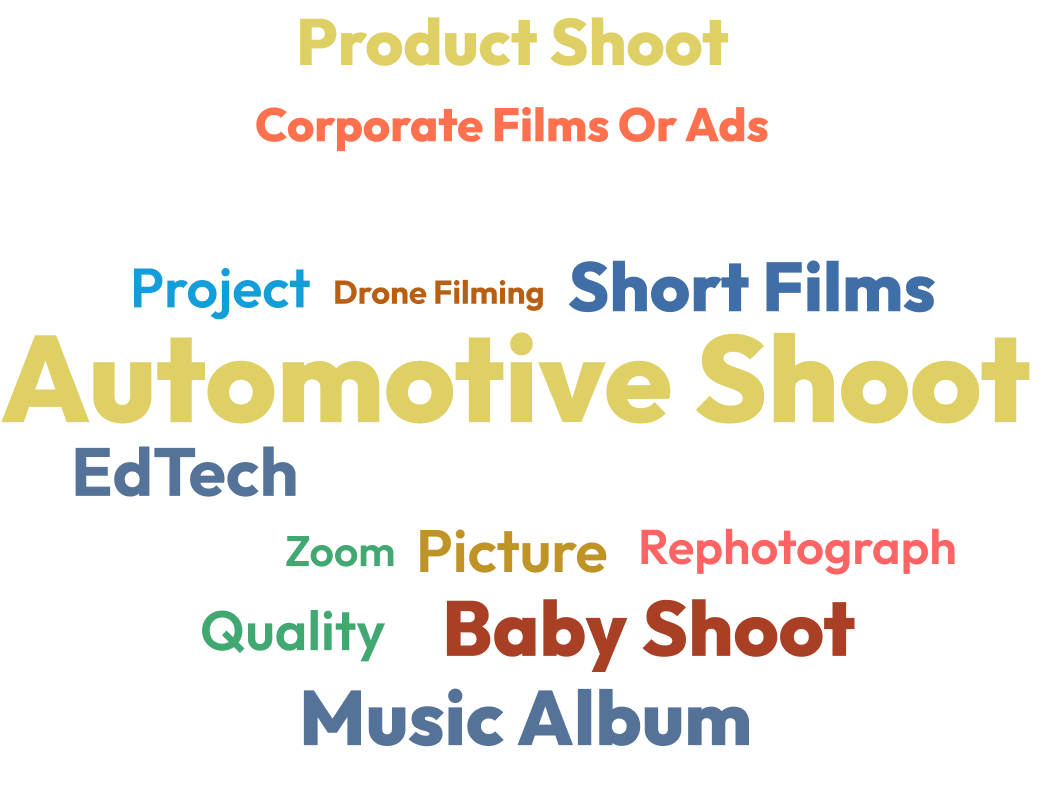 Product Shoot
Corporate Films Or Ads
Project Drone Filming Short Films
Automotive Shoot
EdTech
Zoom Picture Rephotograph
Quality Baby Shoot
Music Album